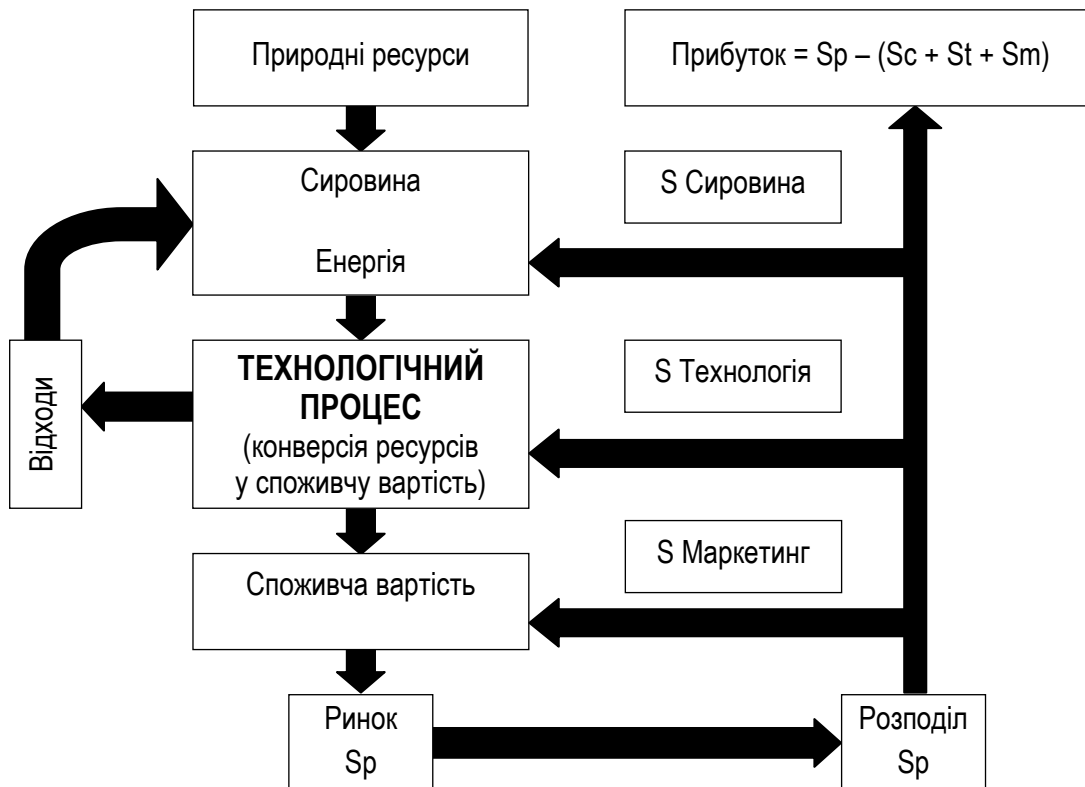 Природні ресурси
Прибуток = Sp – (Sc + St + Sm)
Сировина
Енергія
S Сировина
ТЕХНОЛОГІЧНИЙ
ПРОЦЕС
(конверсія ресурсів
у споживчу вартість)
S Технологія
Відходи
S Маркетинг
Споживча вартість
Ринок
Sp
Розподіл
Sp